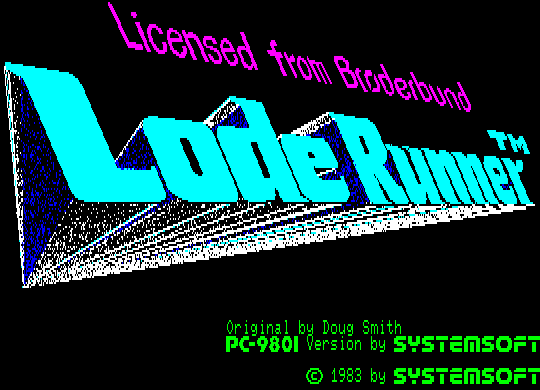 Licensed from Broderbund
Lode Runner™
Original by Doug Smith
PC-9801 Version by SYSTEMSOFT
© 1983 by SYSTEMSOFT